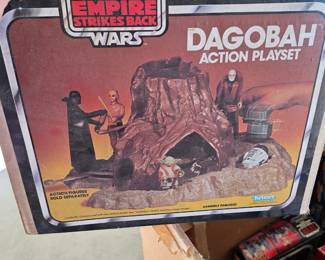 EMPIRE
STRIKES BACK
WARS
DAGOBAH
ACTION PLAYSET
ACTION FIGURES
SOLD SEPARATELY
Kenner